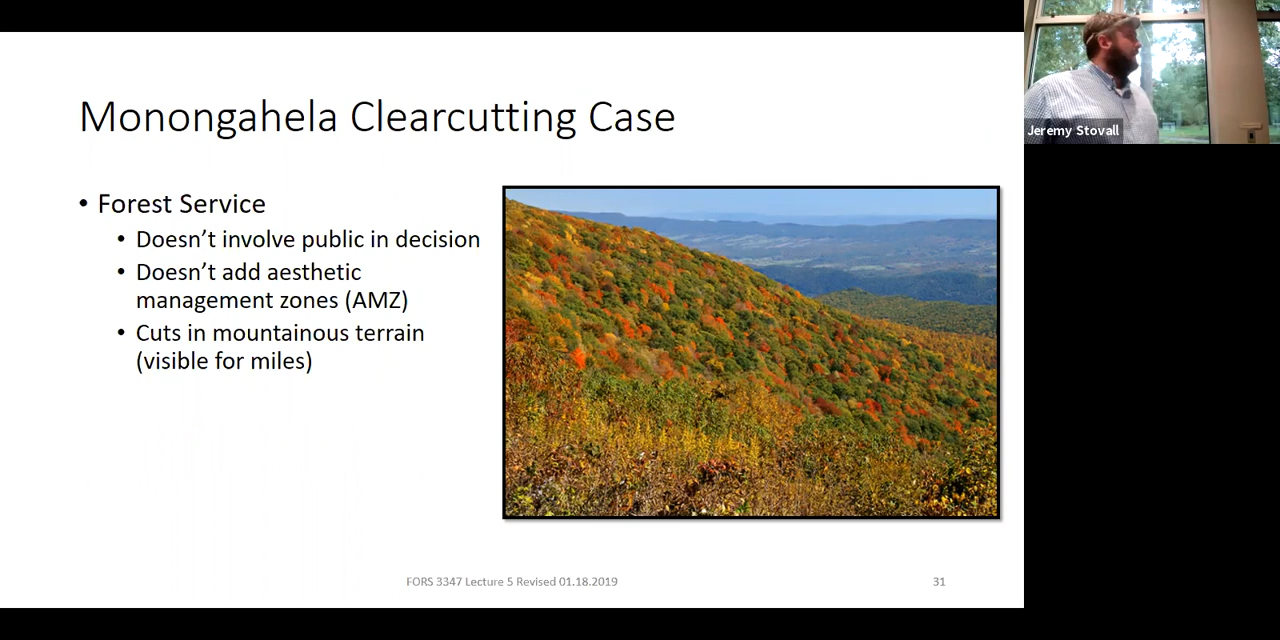 Monongahela Clearcutting Case
• Forest Service
• Doesn’t involve public in decision
• Doesn’t add aesthetic
management zones (AMZ)
• Cuts in mountainous terrain
(visible for miles)
FORS 3347 Lecture 5 Revised 01.18.2019
31
Jeremy Stovall